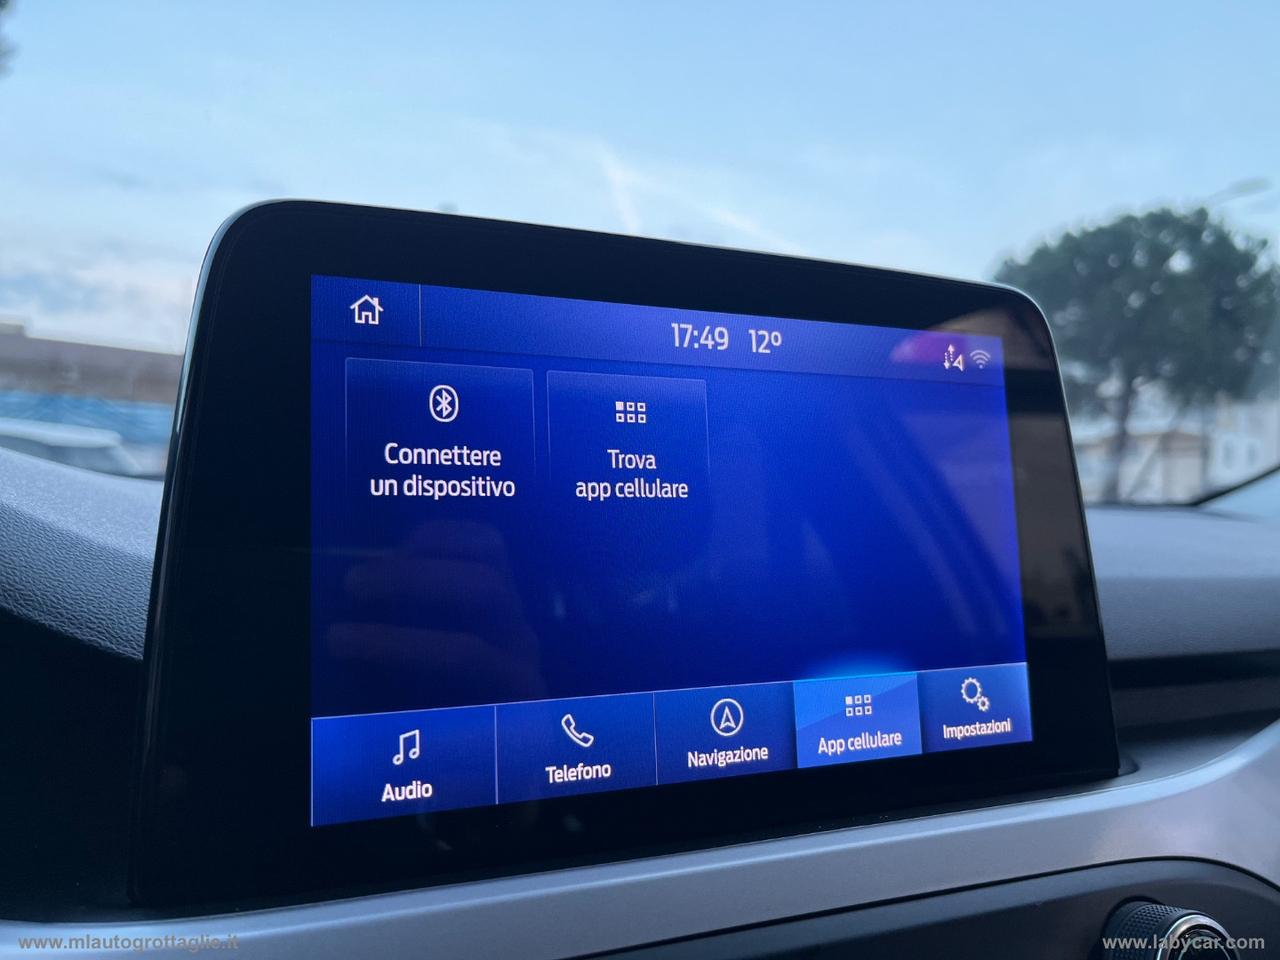 17:49 12°
Connettere
un dispositivo
Trova
app cellulare
Audio
Telefono
Navigazione
App cellulare
Impostazioni
www.mlautogrottaglie.it
www.labycar.com